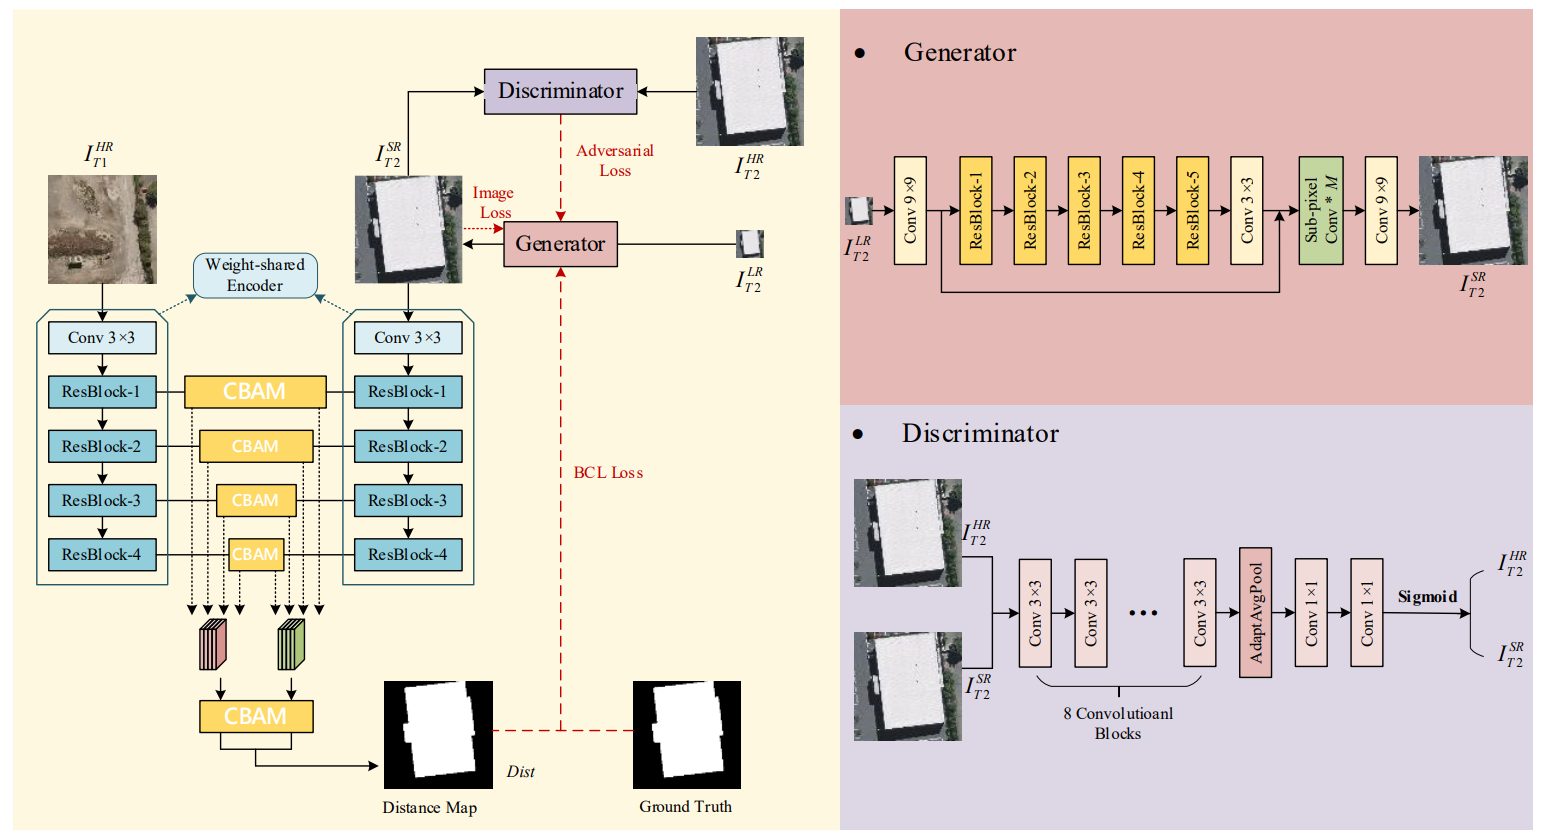 Discriminator
I_{T1}^{HR}
I_{T2}^{SR}
Adversarial
Loss
I_{T2}^{HR}
Image
Loss
Generator
I_{T2}^{LR}
Weight-shared
Encoder
Conv 3×3
Conv 3×3
ResBlock-1
CBAM
ResBlock-1
ResBlock-2
CBAM
ResBlock-2
ResBlock-3
CBAM
ResBlock-3
ResBlock-4
CBAM
ResBlock-4
BCL Loss
CBAM
Dist
Distance Map
Ground Truth
• Generator
I_{T2}^{LR}
Conv 9×9
ResBlock-1
ResBlock-2
ResBlock-3
ResBlock-4
ResBlock-5
Conv 3×3
Sub-pixel
Conv * M
Conv 9×9
I_{T2}^{SR}
• Discriminator
I_{T2}^{HR}
I_{T2}^{SR}
Conv 3×3
Conv 3×3
•••
Conv 3×3
AdaptAvgPool
Conv 1×1
Conv 1×1
Sigmoid
I_{T2}^{HR}
I_{T2}^{SR}
8 Convolutioanl
Blocks